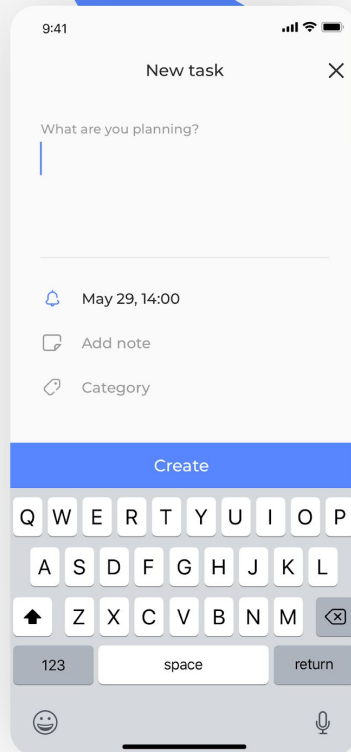 9:41
New task
What are you planning?
May 29, 14:00
Add note
Category
Create
Q W E R T Y U I O P
A S D F G H J K L
Z X C V B N M
123 space return